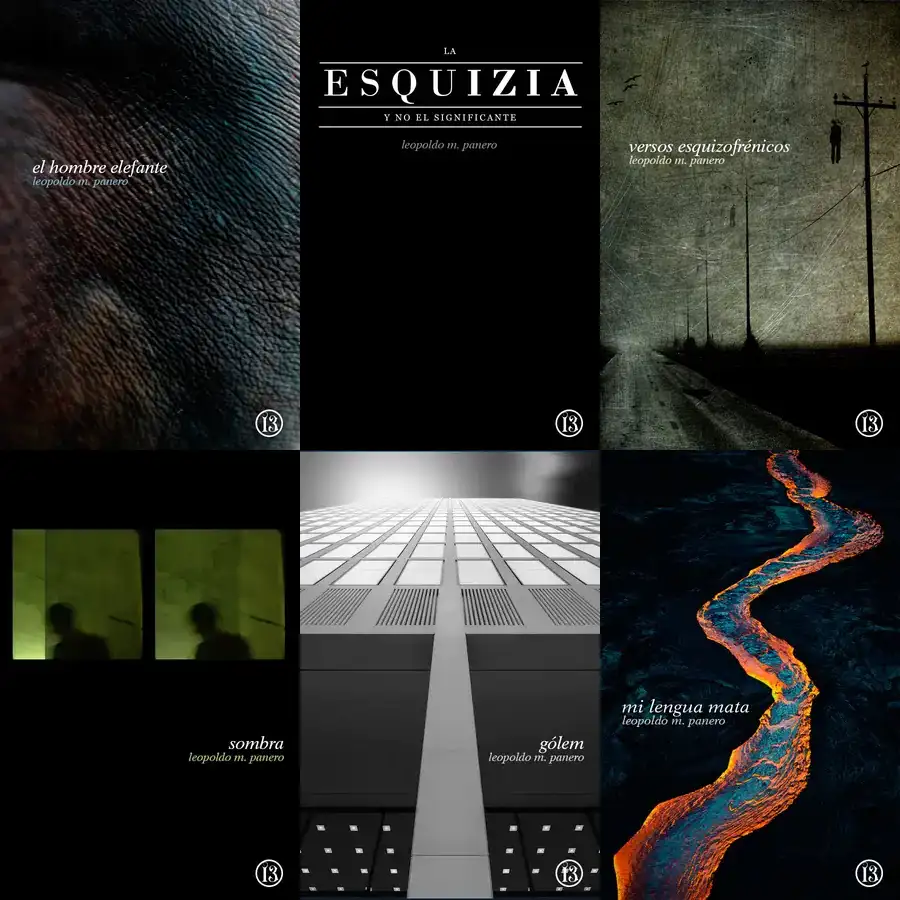 el hombre elefante
leopoldo m. panero
13
LA
ESQUIZIA
Y NO EL SIGNIFICANTE
leopoldo m. panero
13
versos esquizofrénicos
leopoldo m. panero
13
sombra
leopoldo m. panero
13
gólem
leopoldo m. panero
13
mi lengua mata
leopoldo m. panero
13